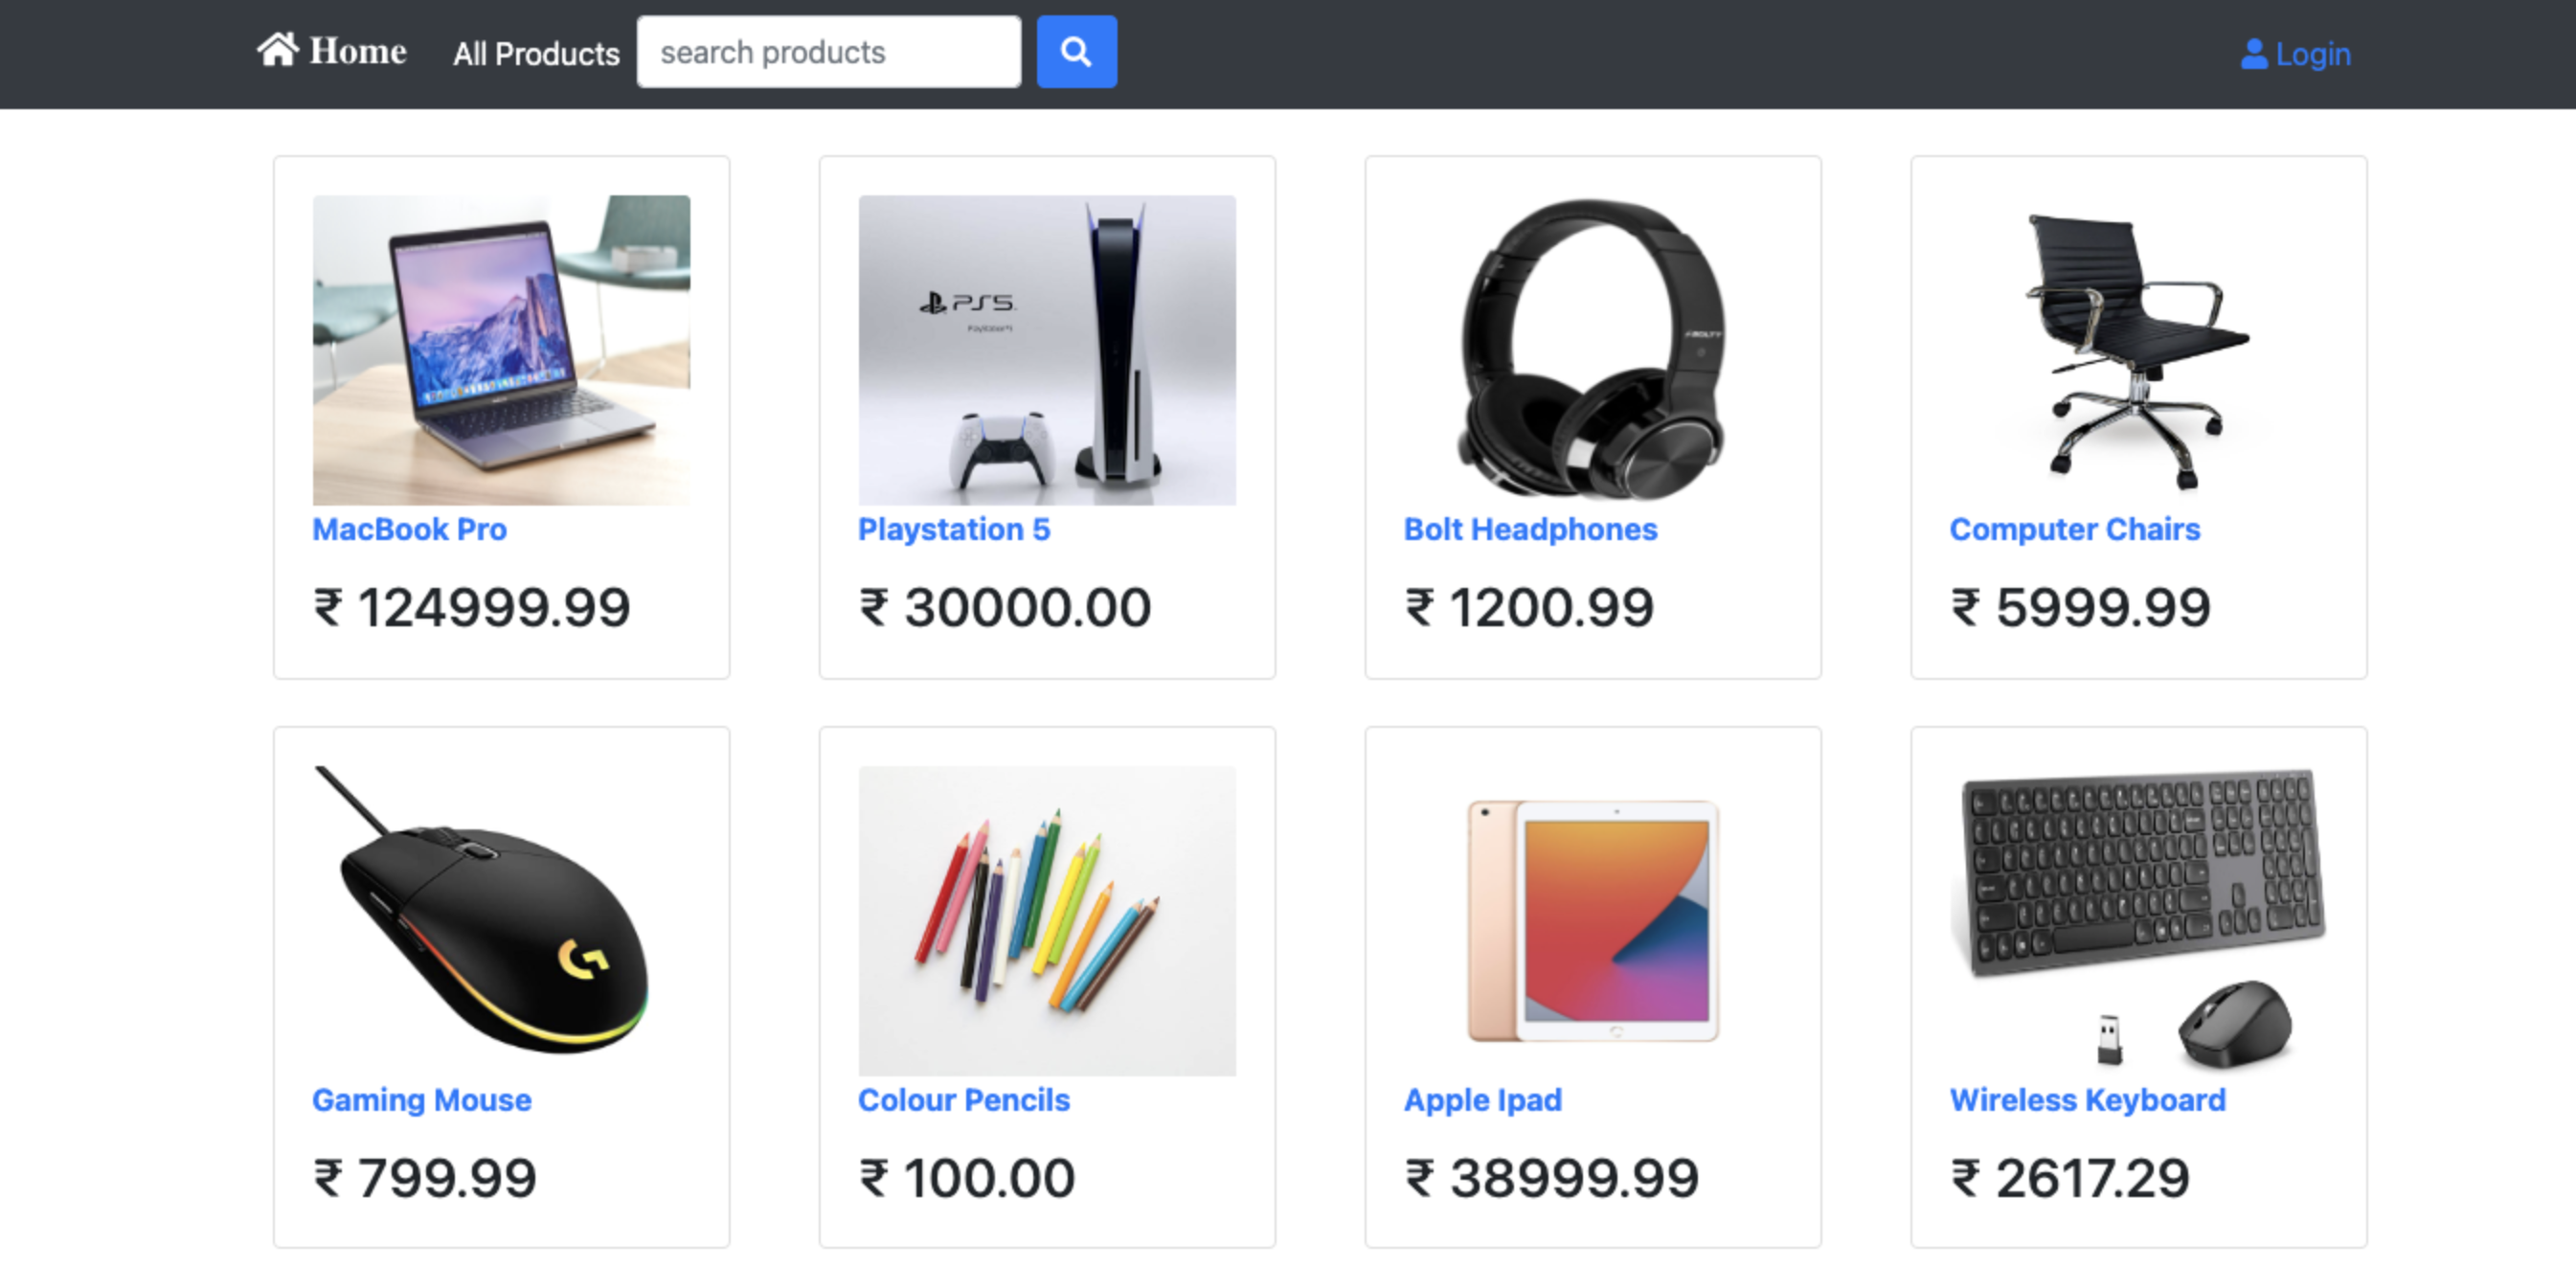 Home All Products search products Login
MacBook Pro
₹ 124999.99
PS5
Playstation 5
₹ 30000.00
Bolt Headphones
₹ 1200.99
Computer Chairs
₹ 5999.99
Gaming Mouse
₹ 799.99
Colour Pencils
₹ 100.00
Apple Ipad
₹ 38999.99
Wireless Keyboard
₹ 2617.29